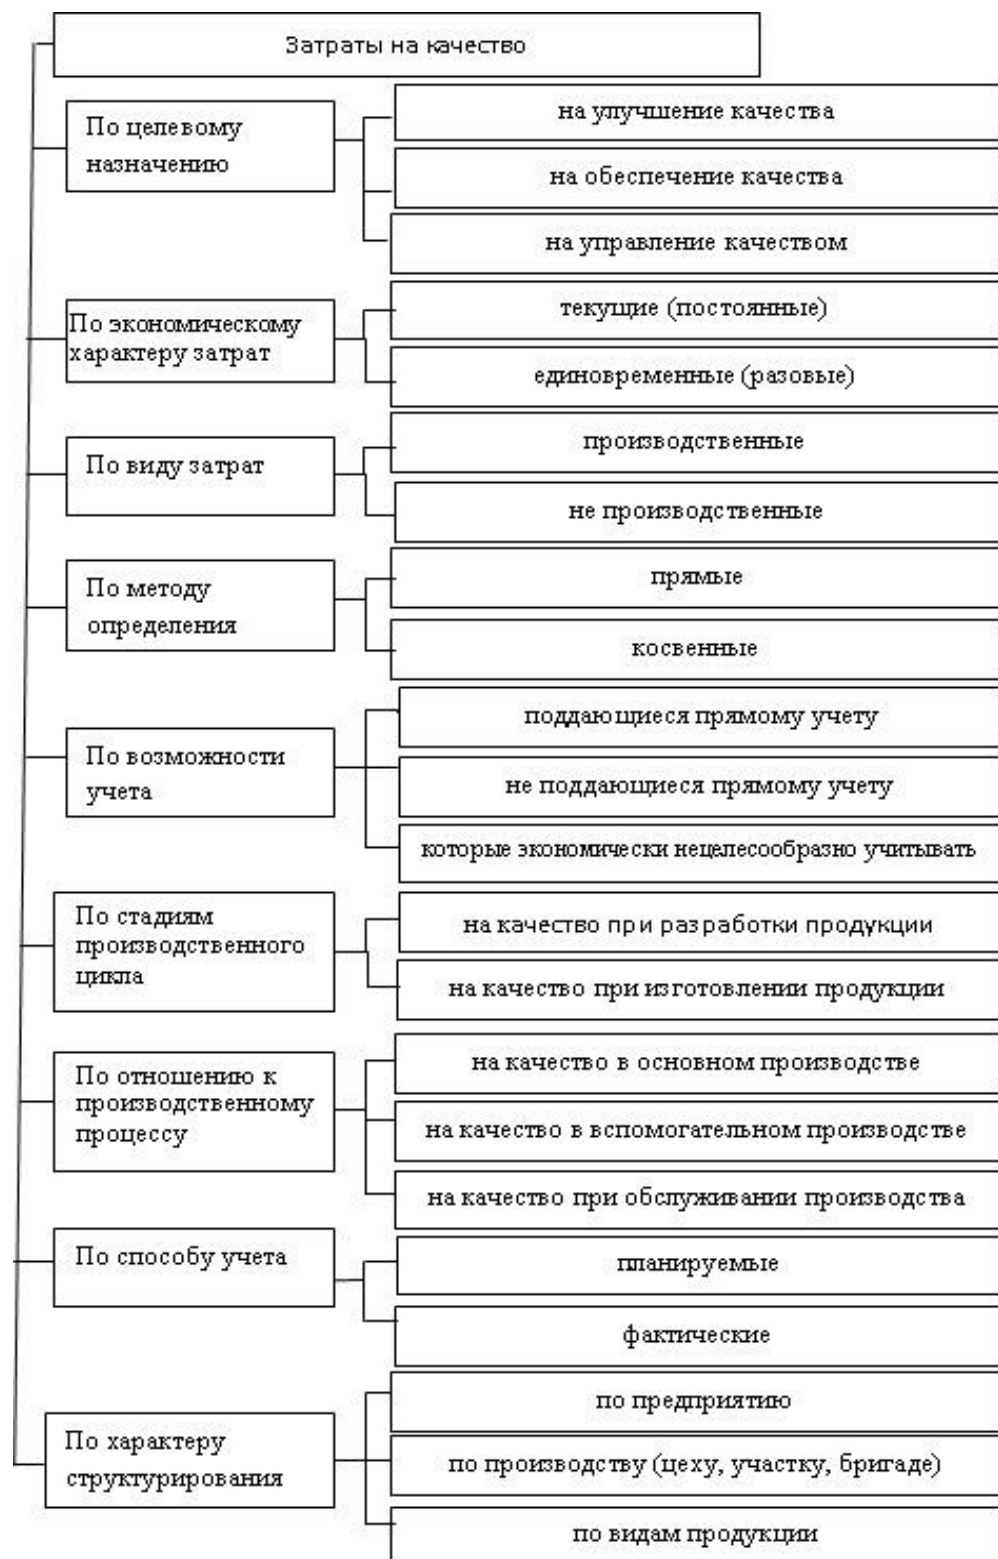 Затраты на качество
По целевому
назначению
на улучшение качества
на обеспечение качества
на управление качеством
По экономическому
характеру затрат
текущие (постоянные)
единовременные (разовые)
По виду затрат
производственные
не производственные
По методу
определения
прямые
косвенные
По возможности
учета
поддающиеся прямому учету
не поддающиеся прямому учету
которые экономически нецелесообразно учитывать
По стадиям
производственного
цикла
на качество при разработки продукции
на качество при изготовлении продукции
По отношению к
производственному
процессу
на качество в основном производстве
на качество в вспомогательном производстве
на качество при обслуживании производства
По способу учета
планируемые
фактические
По характеру
структурирования
по предприятию
по производству (цеху, участку, бригаде)
по видам продукции